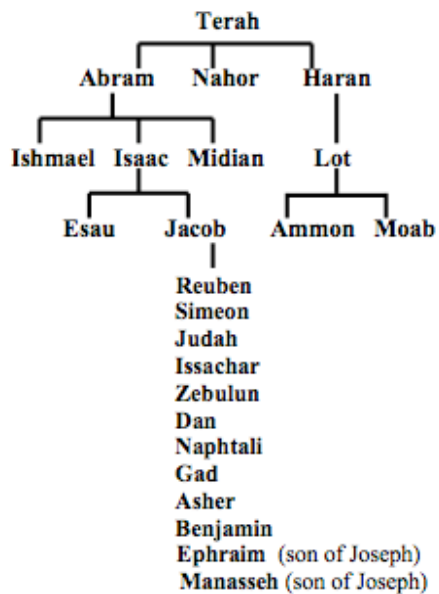 Terah
Abram Nahor Haran
Ishmael Isaac Midian Lot
Esau Jacob Ammon Moab
Reuben
Simeon
Judah
Issachar
Zebulun
Dan
Naphtali
Gad
Asher
Benjamin
Ephraim (son of Joseph)
Manasseh (son of Joseph)